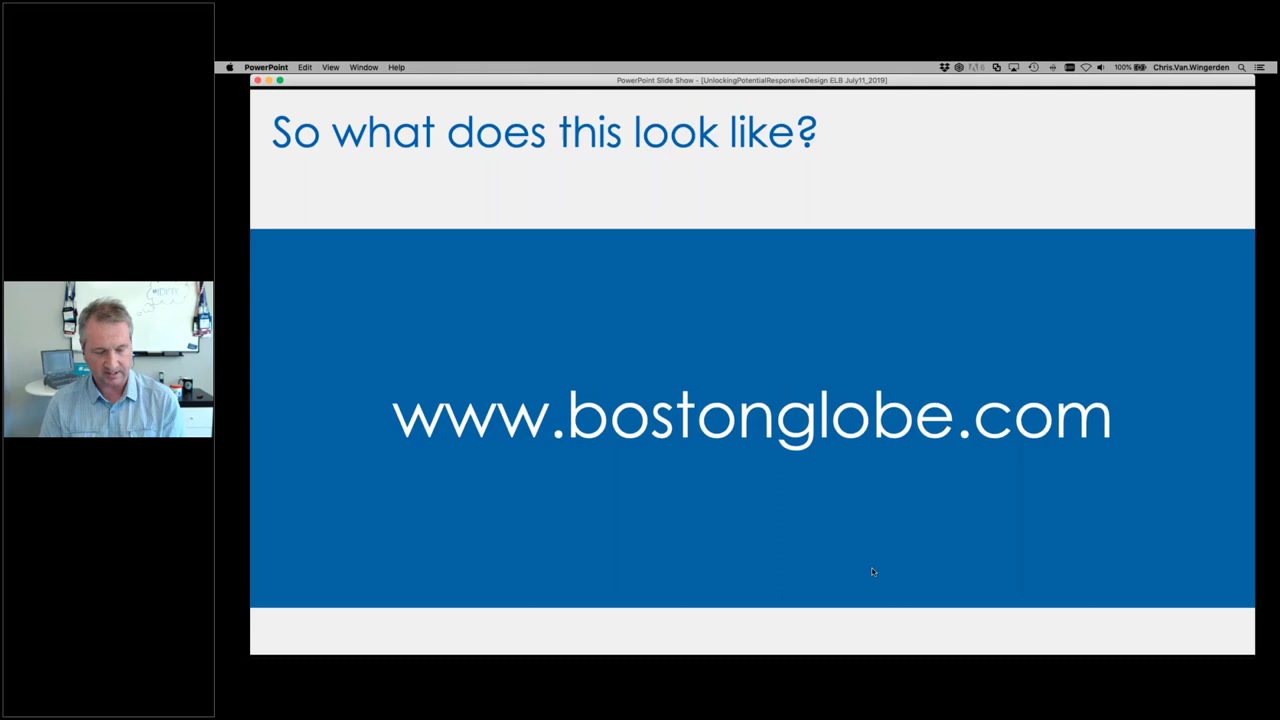 PowerPoint Edit View Window Help
100% Chris.Van.Wingerden
PowerPoint Slide Show - [UnlockingPotentialResponsiveDesign ELB July11_2019]
So what does this look like?
www.bostonglobe.com